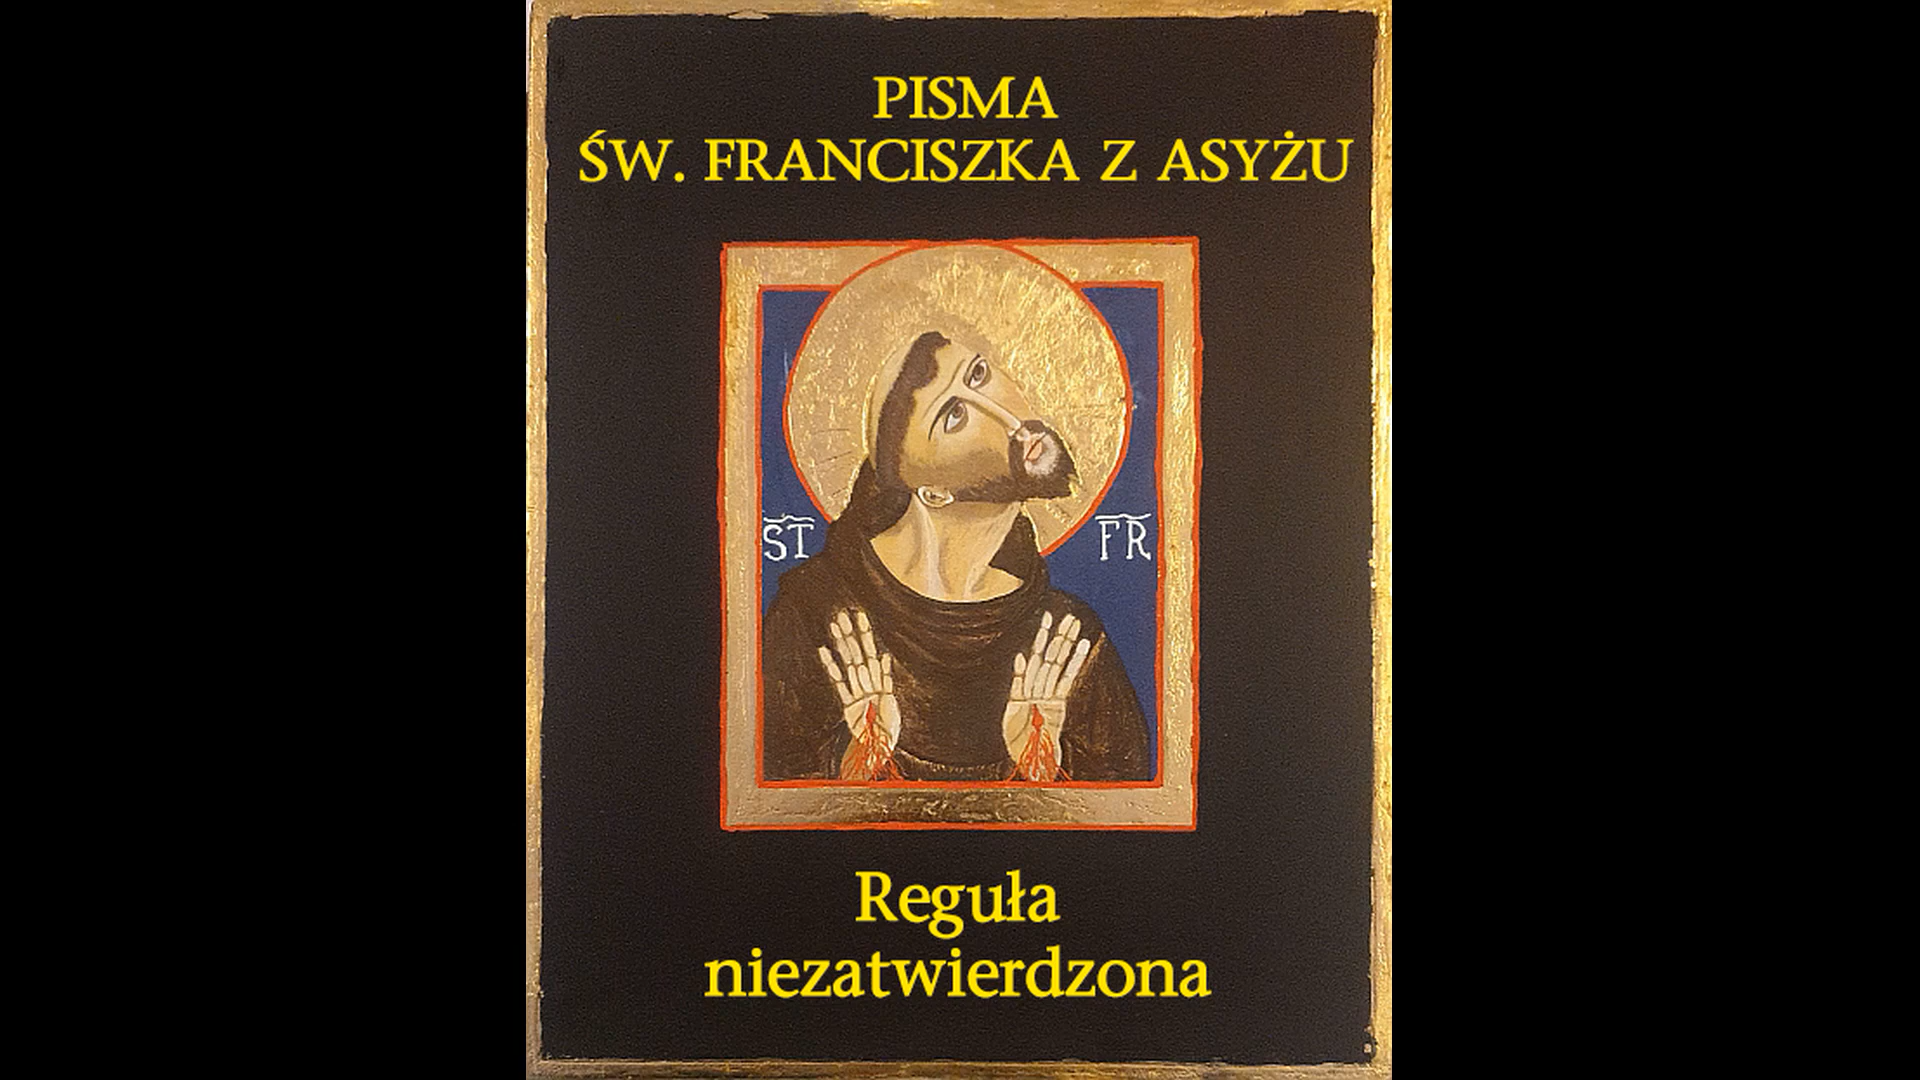 PISMA
ŚW. FRANCISZKA Z ASYŻU
ST FR
Reguła
niezatwierdzona